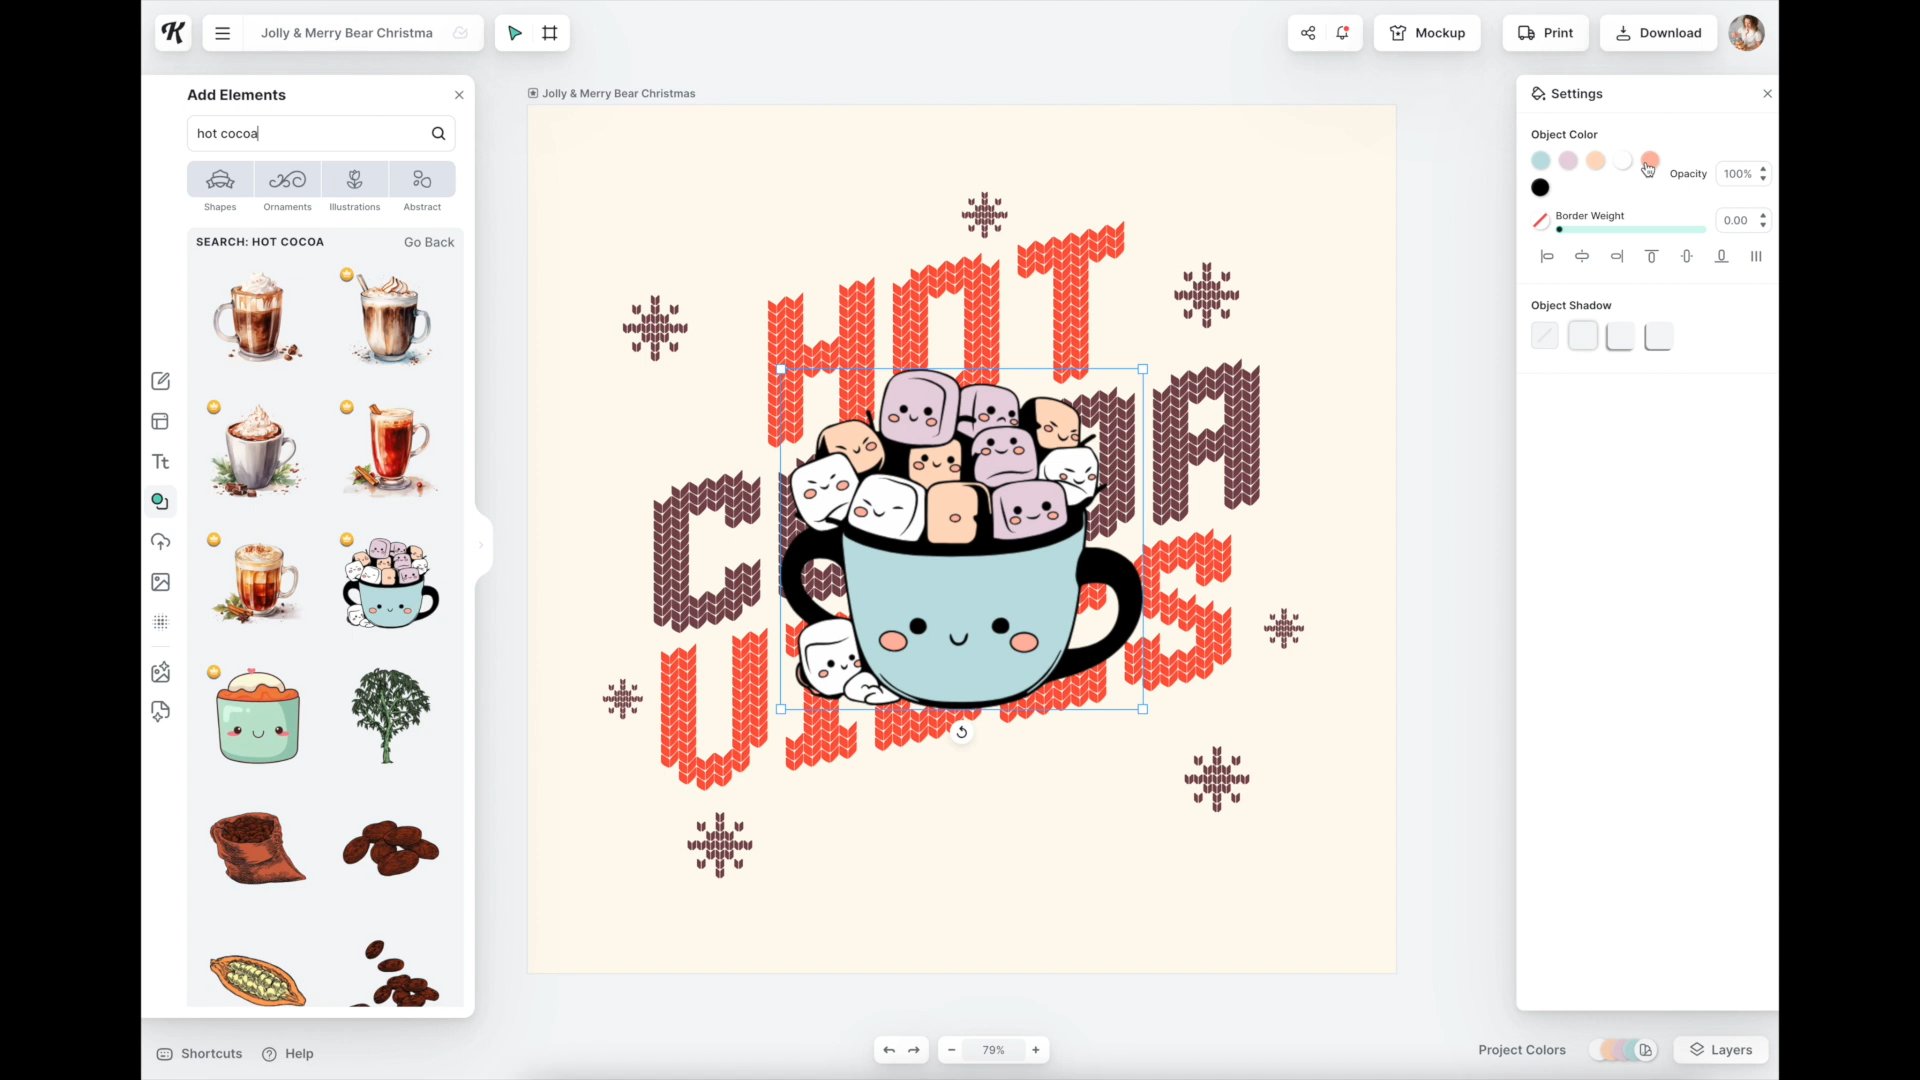 K
Jolly & Merry Bear Christma
Mockup
Print
Download
Add Elements
hot cocoa
Shapes
Ornaments
Illustrations
Abstract
SEARCH: HOT COCOA
Go Back
Tt
Jolly & Merry Bear Christmas
HOT
Settings
Object Color
Opacity
100%
Border Weight
0.00
Object Shadow
Shortcuts
Help
79%
Project Colors
Layers